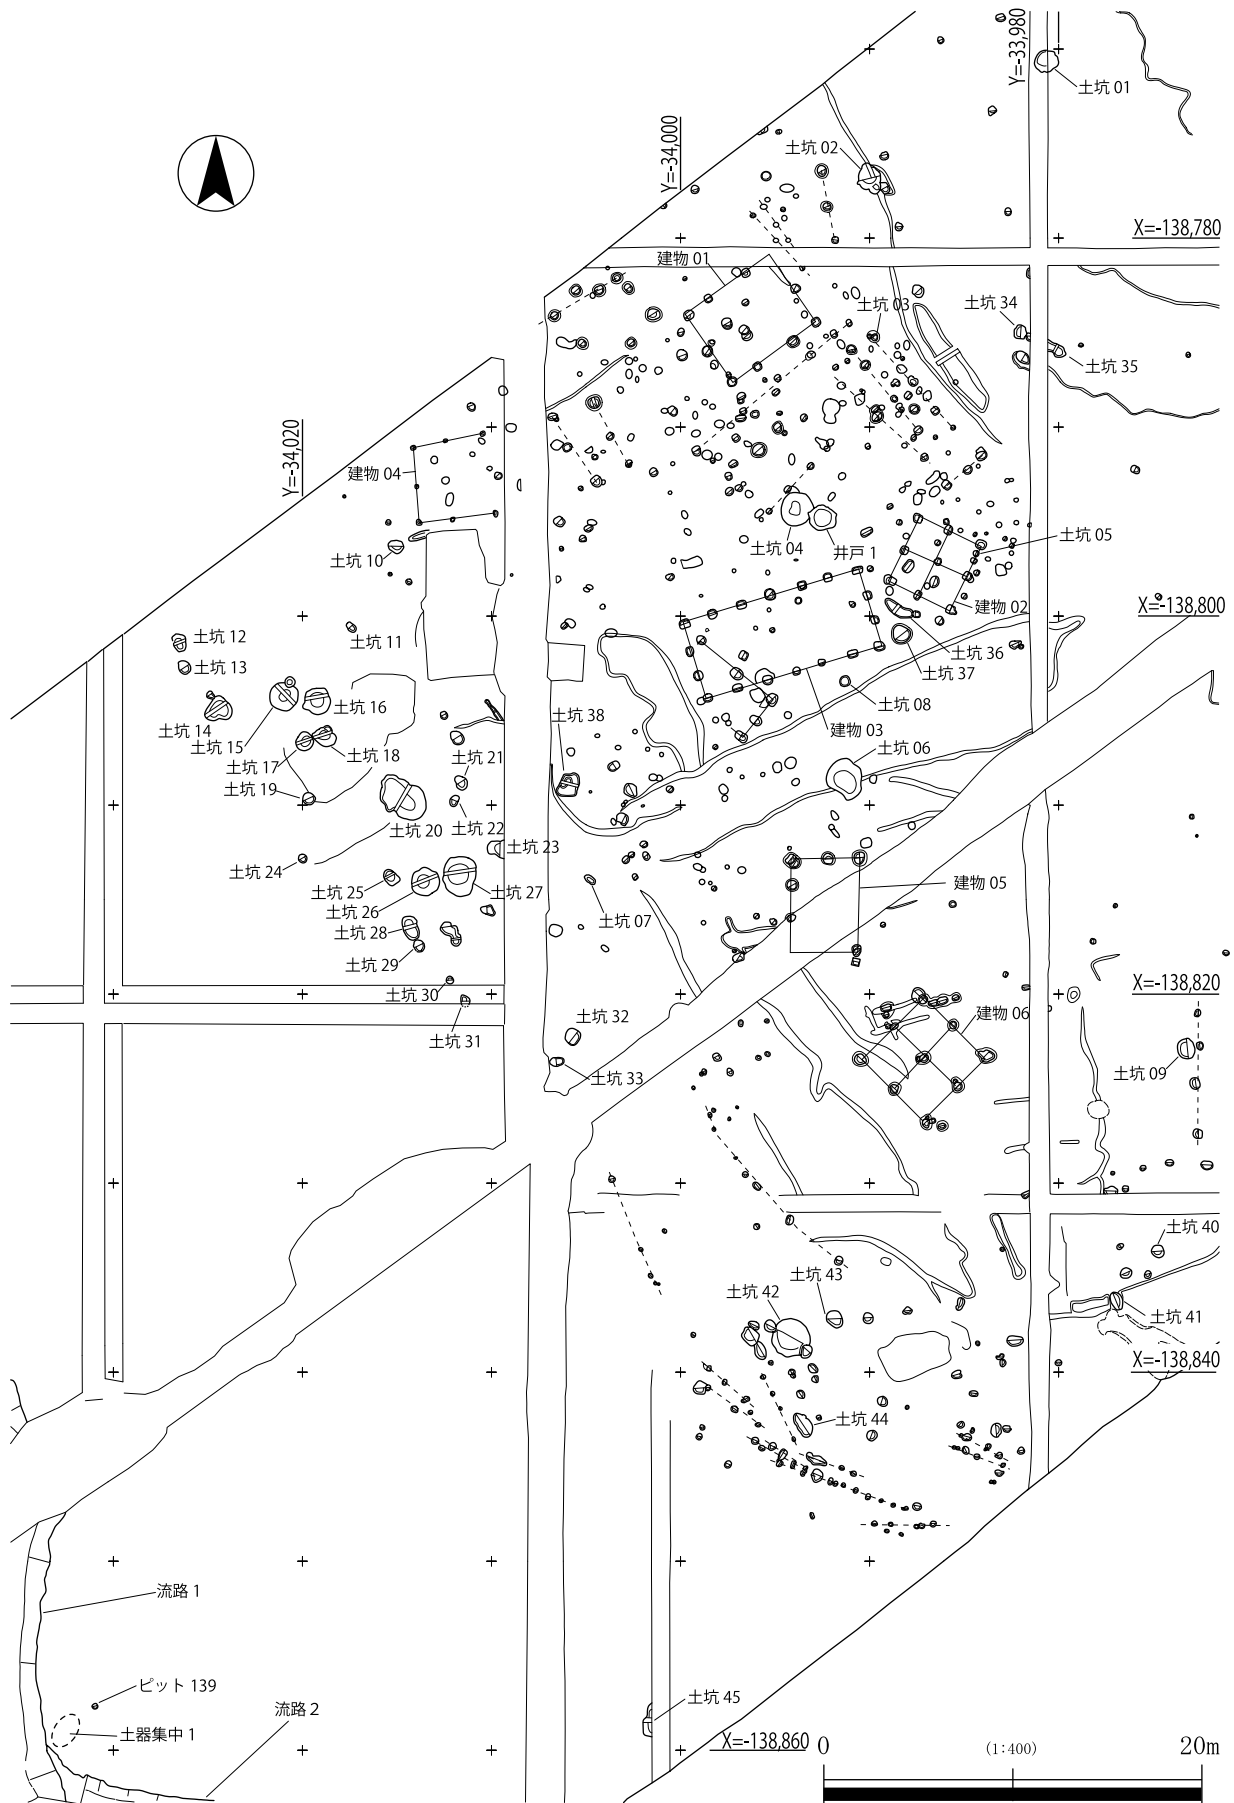 Y=-33,980
土坑 01
Y=-34,000
土坑 02
X=-138,780
建物 01
土坑 03
土坑 34
土坑 35
Y=-34,020
建物 04
土坑 10
土坑 04
井戸 1
土坑 05
建物 02
X=-138,800
土坑 12
土坑 11
土坑 13
土坑 36
土坑 37
土坑 14
土坑 15
土坑 16
土坑 08
土坑 38
建物 03
土坑 17
土坑 18
土坑 21
土坑 06
土坑 19
土坑 20
土坑 22
土坑 23
土坑 24
土坑 25
土坑 27
建物 05
土坑 26
土坑 07
土坑 28
土坑 29
土坑 30
X=-138,820
土坑 31
土坑 32
建物 06
土坑 33
土坑 09
土坑 40
土坑 43
土坑 42
土坑 41
X=-138,840
土坑 44
流路 1
ピット 139
土坑 45
流路 2
土器集中 1
X=-138,860
0
(1:400)
20m